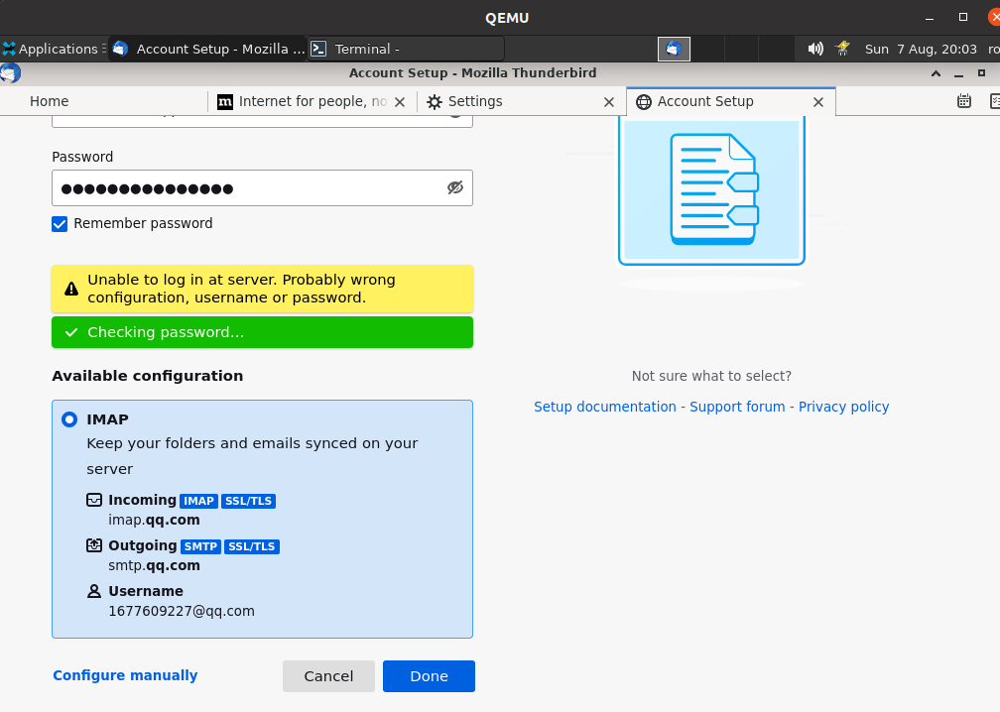 QEMU
Applications
Account Setup - Mozilla ...
Terminal -
Sun 7 Aug, 20:03
Account Setup - Mozilla Thunderbird
Home
m Internet for people, no
Settings
Account Setup
Password
Remember password
Unable to log in at server. Probably wrong
configuration, username or password.
Checking password...
Available configuration
IMAP
Keep your folders and emails synced on your
server
Incoming IMAP SSL/TLS
imap.qq.com
Outgoing SMTP SSL/TLS
smtp.qq.com
Username
1677609227@qq.com
Configure manually
Cancel
Done
Not sure what to select?
Setup documentation - Support forum - Privacy policy